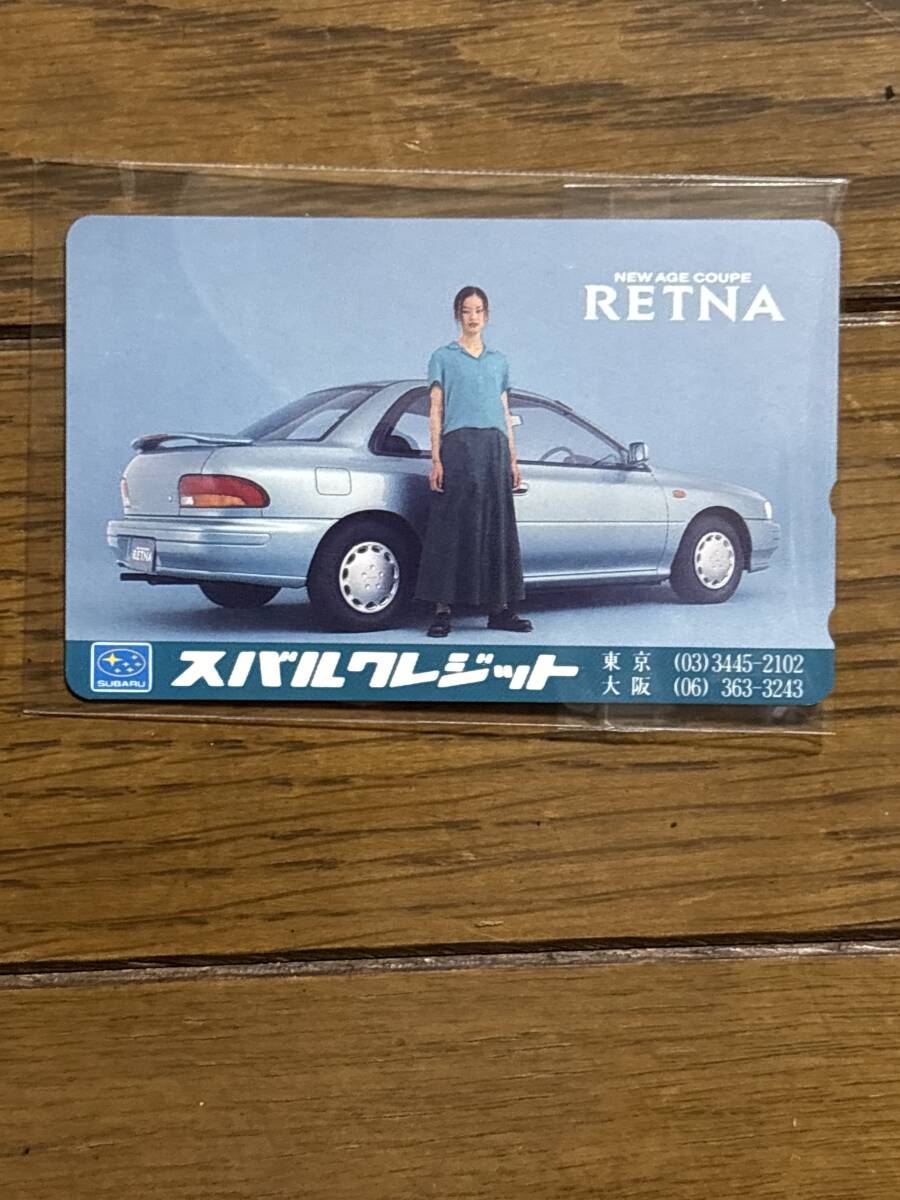 NEW AGE COUPE
RETNA
RETNA
SUBARU
スバルクレジット
東京 (03)3445-2102
大阪 (06) 363-3243